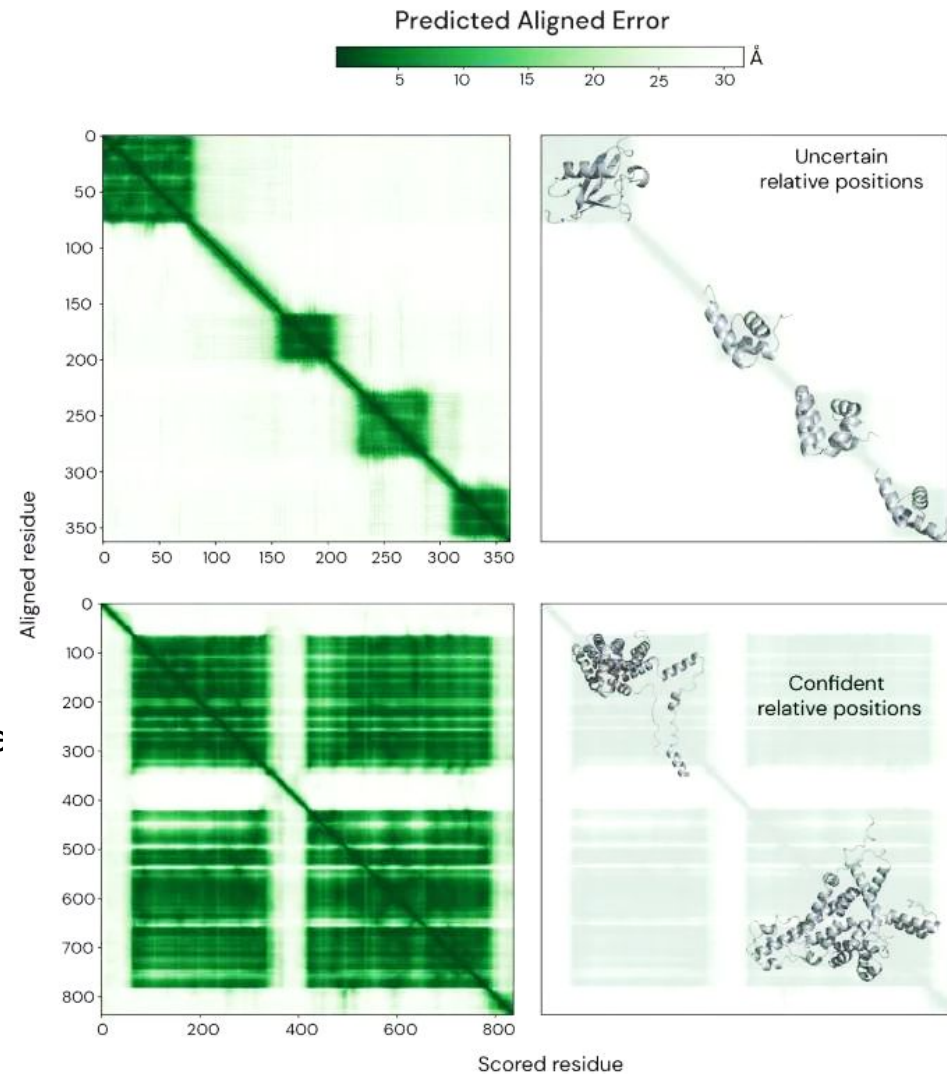 Predicted Aligned Error
Å
5 10 15 20 25 30
0
50
100
150
200
250
300
350
0 50 100 150 200 250 300 350
Uncertain
relative positions
Aligned residue
0
100
200
300
400
500
600
700
800
0 200 400 600 800
Confident
relative positions
Scored residue